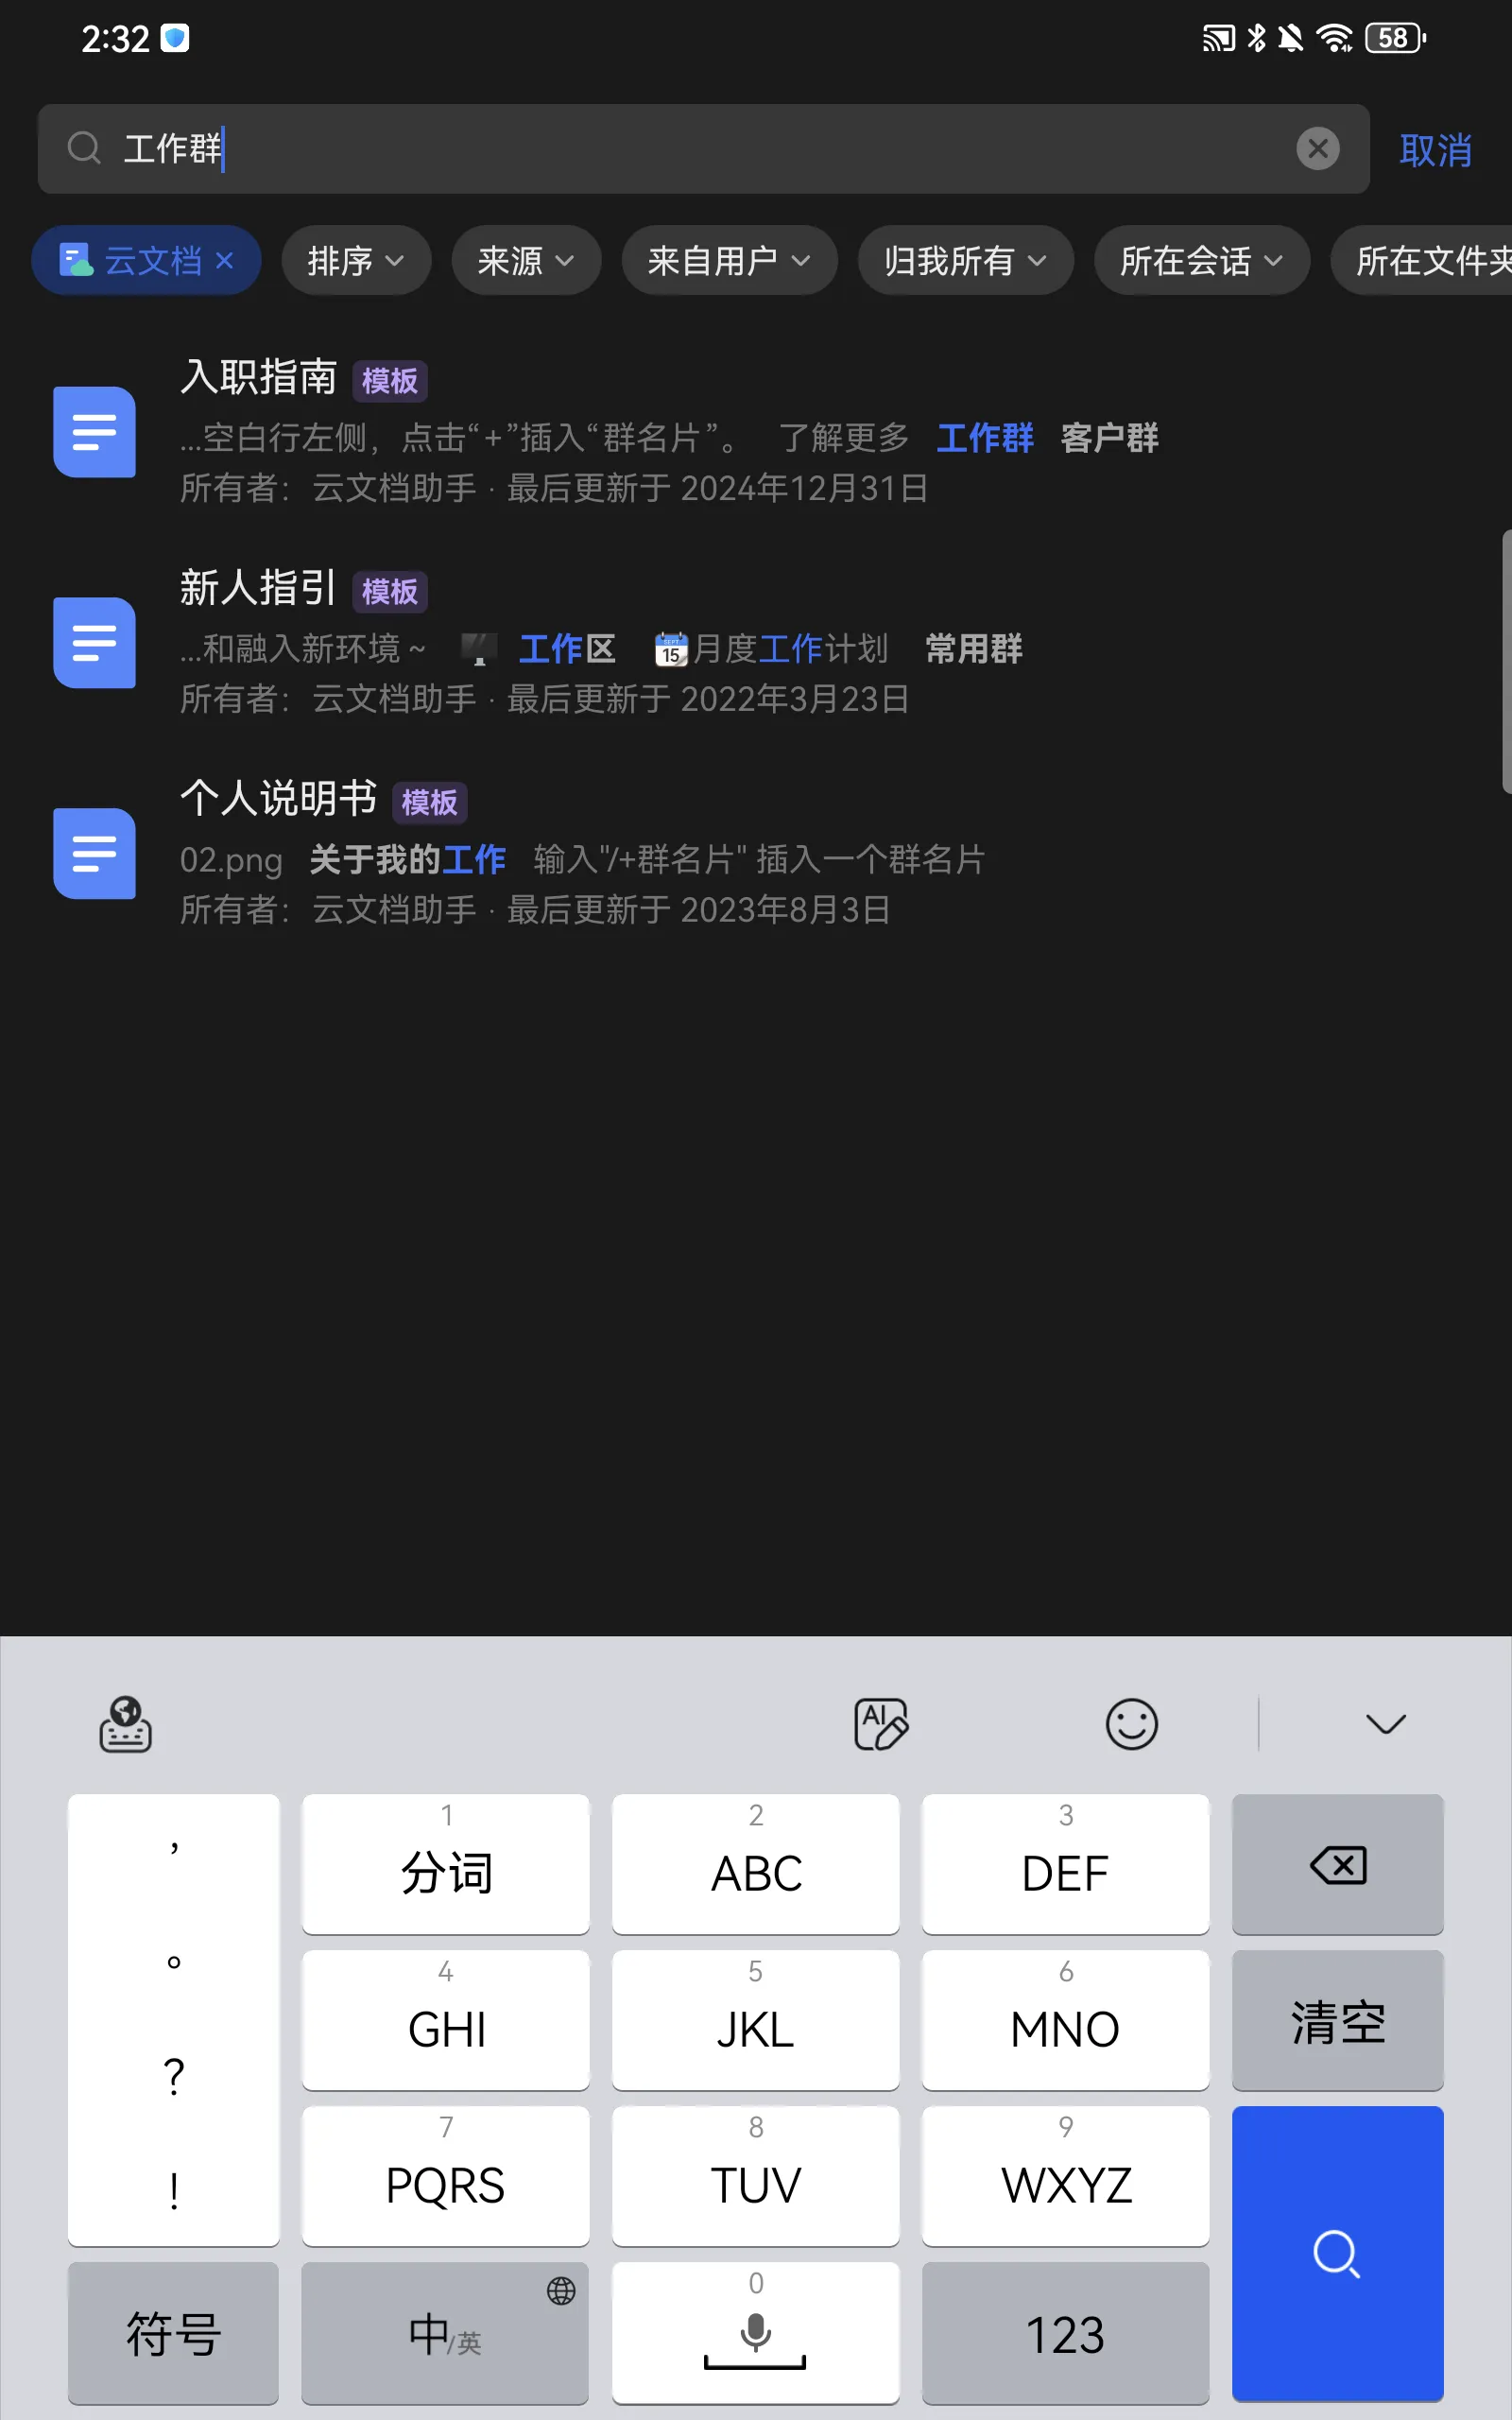 2:32
58
工作群
取消
云文档
排序
来源
来自用户
归我所有
所在会话
所在文件夹
入职指南 模板
...空白行左侧，点击“+”插入“群名片”。 了解更多 工作群 客户群
所有者：云文档助手 · 最后更新于 2024年12月31日
新人指引 模板
...和融入新环境 ~ 🖥️ 工作区 📅月度工作计划 常用群
所有者：云文档助手 · 最后更新于 2022年3月23日
个人说明书 模板
02.png 关于我的工作 输入"/+群名片" 插入一个群名片
所有者：云文档助手 · 最后更新于 2023年8月3日
AI
，
。
?
!
1
分词
2
ABC
3
DEF
4
GHI
5
JKL
6
MNO
清空
7
PQRS
8
TUV
9
WXYZ
符号
中/英
0
123